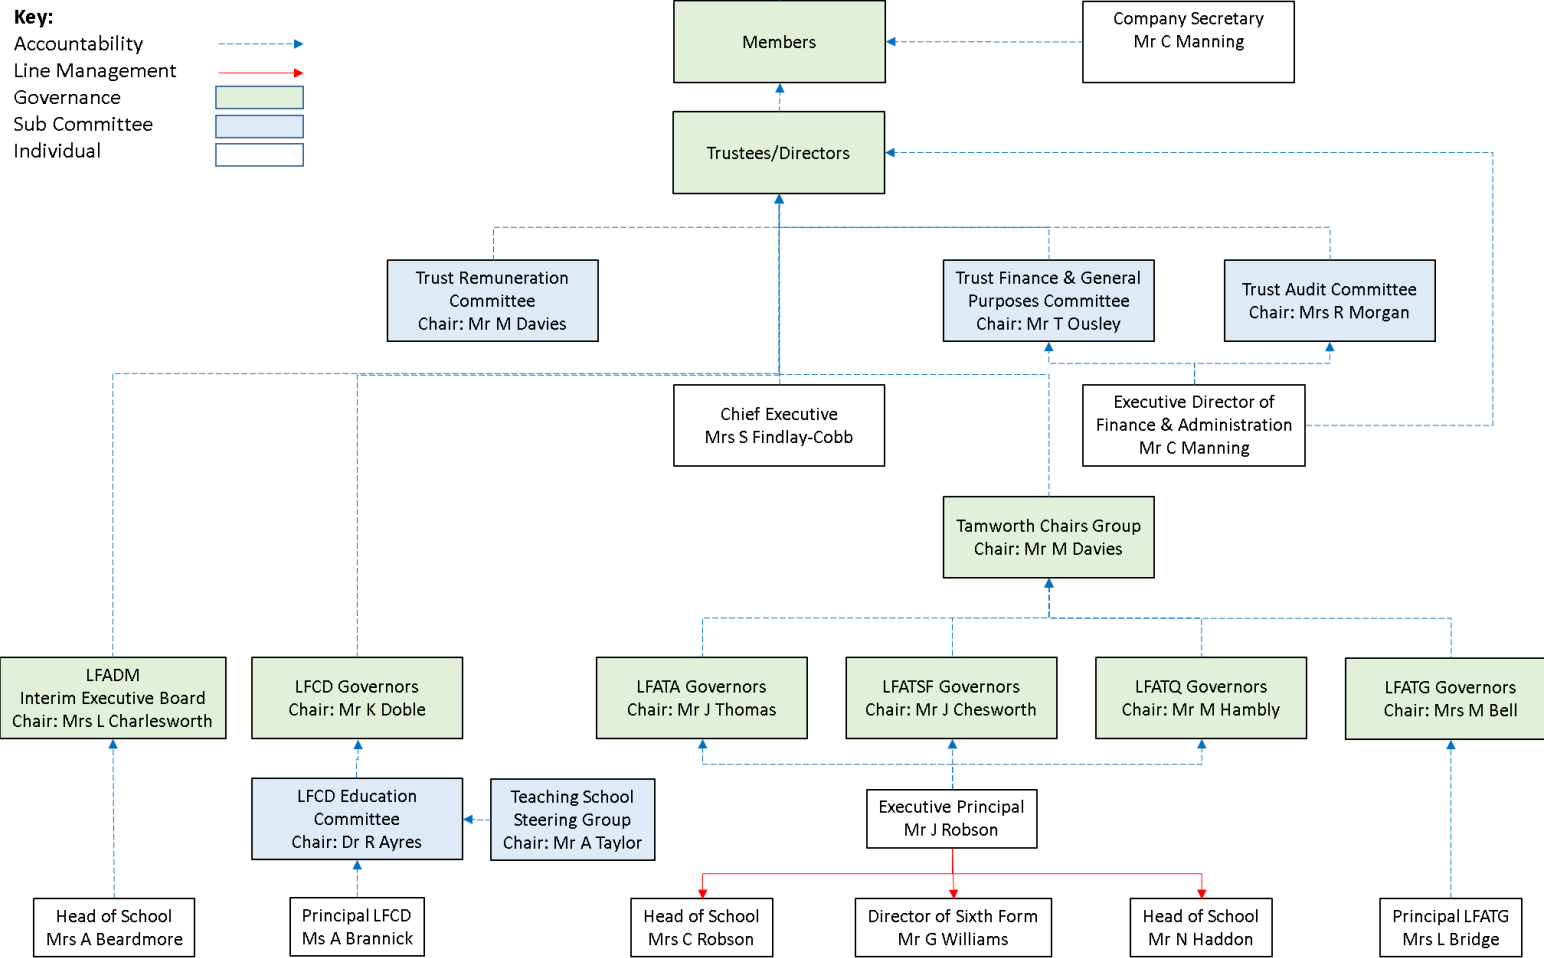 Key:
Accountability
Line Management
Governance
Sub Committee
Individual
Members
Company Secretary
Mr C Manning
Trustees/Directors
Trust Remuneration
Committee
Chair: Mr M Davies
Trust Finance & General
Purposes Committee
Chair: Mr T Ousley
Trust Audit Committee
Chair: Mrs R Morgan
Chief Executive
Mrs S Findlay-Cobb
Executive Director of
Finance & Administration
Mr C Manning
Tamworth Chairs Group
Chair: Mr M Davies
LFADM
Interim Executive Board
Chair: Mrs L Charlesworth
LFCD Governors
Chair: Mr K Doble
LFATA Governors
Chair: Mr J Thomas
LFATSF Governors
Chair: Mr J Chesworth
LFATQ Governors
Chair: Mr M Hambly
LFATG Governors
Chair: Mrs M Bell
LFCD Education
Committee
Chair: Dr R Ayres
Teaching School
Steering Group
Chair: Mr A Taylor
Executive Principal
Mr J Robson
Head of School
Mrs A Beardmore
Principal LFCD
Ms A Brannick
Head of School
Mrs C Robson
Director of Sixth Form
Mr G Williams
Head of School
Mr N Haddon
Principal LFATG
Mrs L Bridge